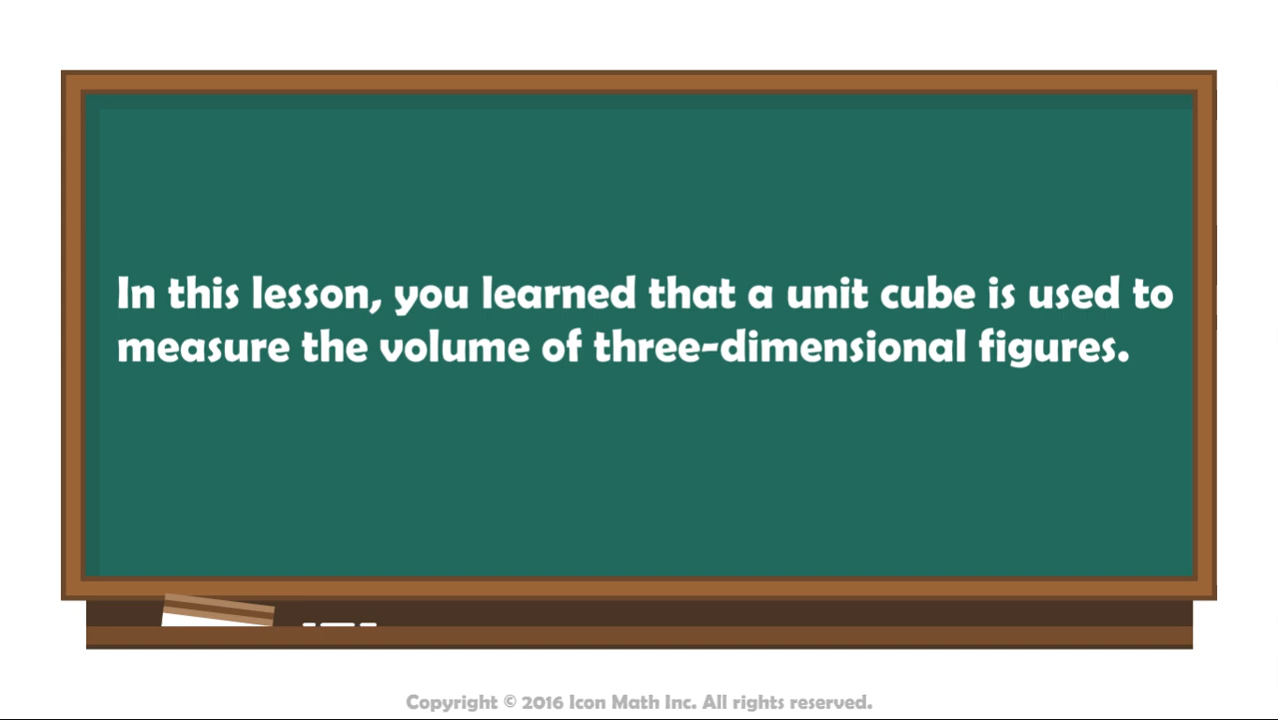 In this lesson, you learned that a unit cube is used to
measure the volume of three-dimensional figures.
Copyright © 2016 Icon Math Inc. All rights reserved.